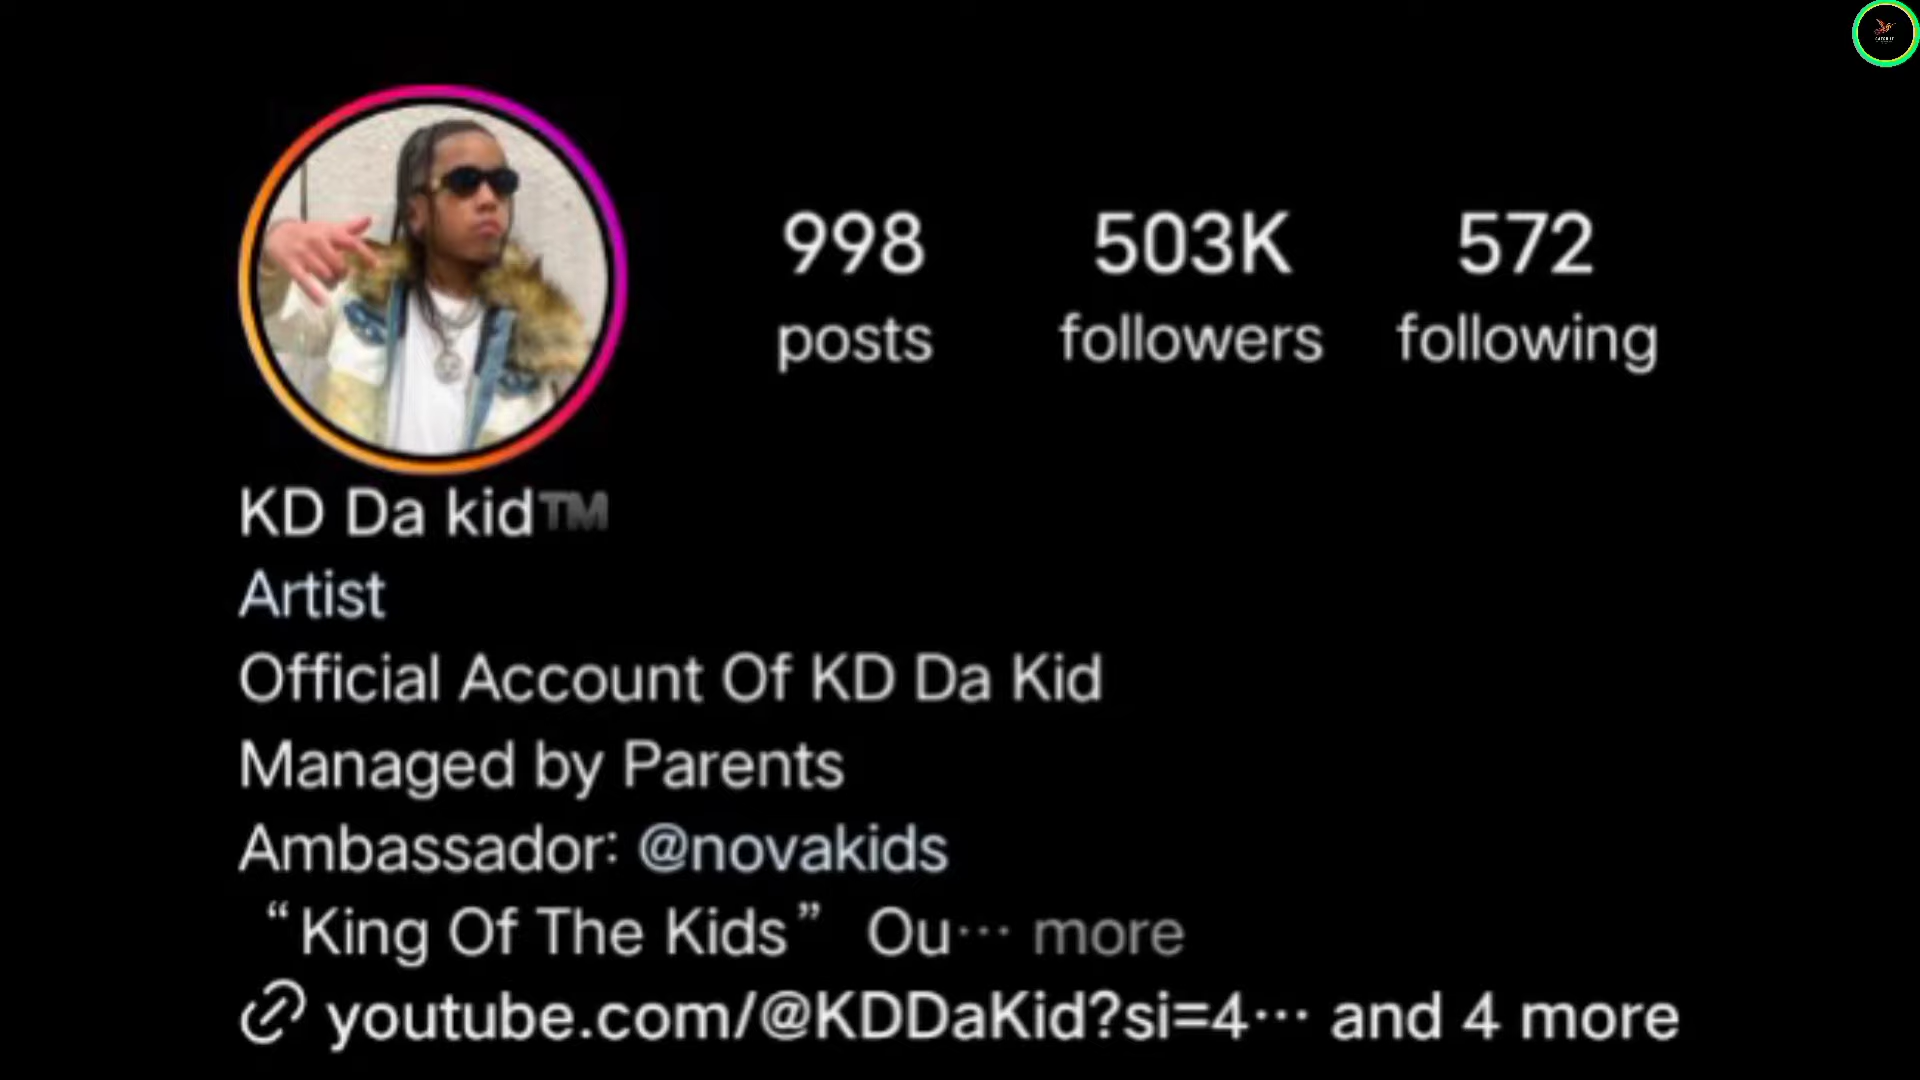 998 503K 572
posts followers following
KD Da kid™
Artist
Official Account Of KD Da Kid
Managed by Parents
Ambassador: @novakids
“King Of The Kids” Ou… more
youtube.com/@KDDaKid?si=4… and 4 more